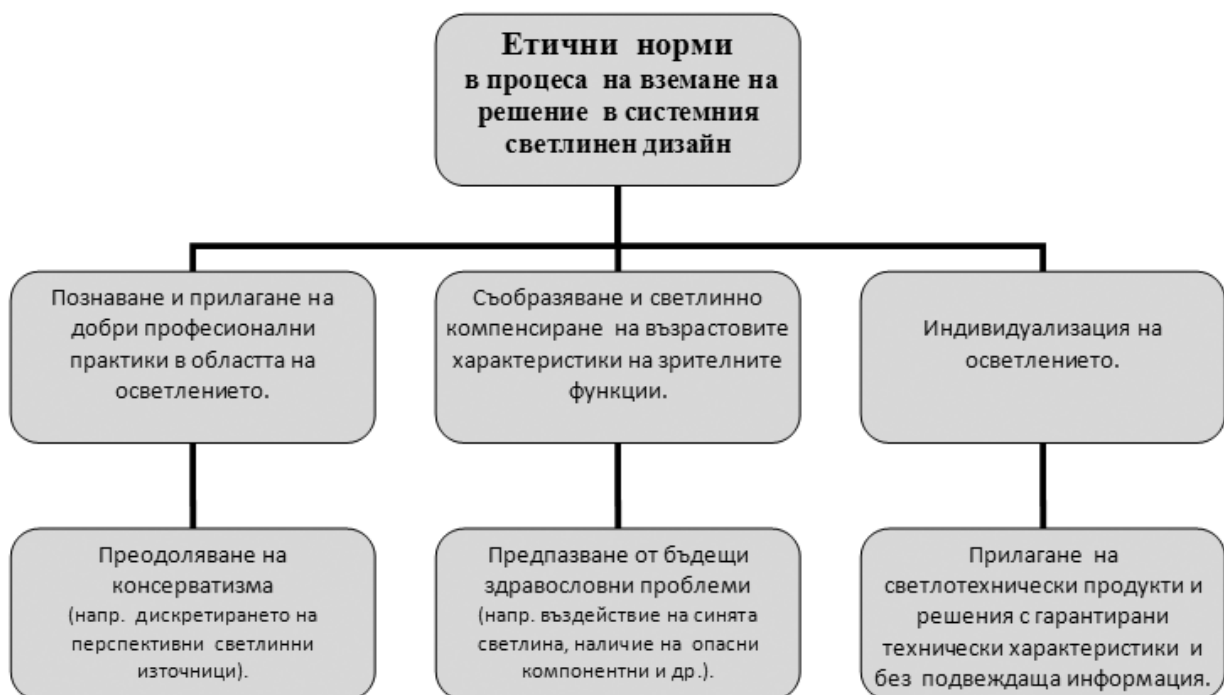 Етични норми
в процеса на вземане на
решение в системния
светлинен дизайн
Познаване и прилагане на
добри професионални
практики в областта на
осветлението.
Съобразяване и светлинно
компенсиране на възрастовите
характеристики на зрителните
функции.
Индивидуализация на
осветлението.
Преодоляване на
консерватизма
(напр. дискретирането на
перспективни светлинни
източници).
Предпазване от бъдещи
здравословни проблеми
(напр. въздействие на синята
светлина, наличие на опасни
компонентни и др.).
Прилагане на
светлотехнически продукти и
решения с гарантирани
технически характеристики и
без подвеждаща информация.